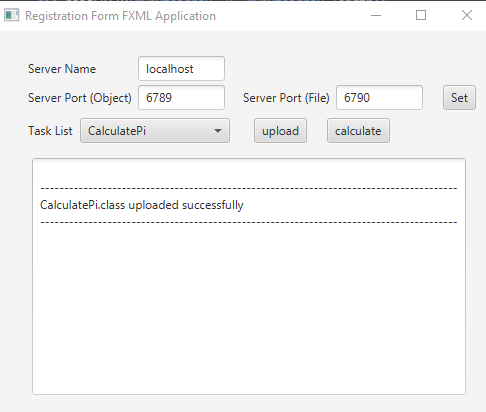 Registration Form FXML Application
Server Name localhost
Server Port (Object) 6789 Server Port (File) 6790 Set
Task List CalculatePi upload calculate
--------------------------------------------------------------------------------------
CalculatePi.class uploaded successfully
--------------------------------------------------------------------------------------